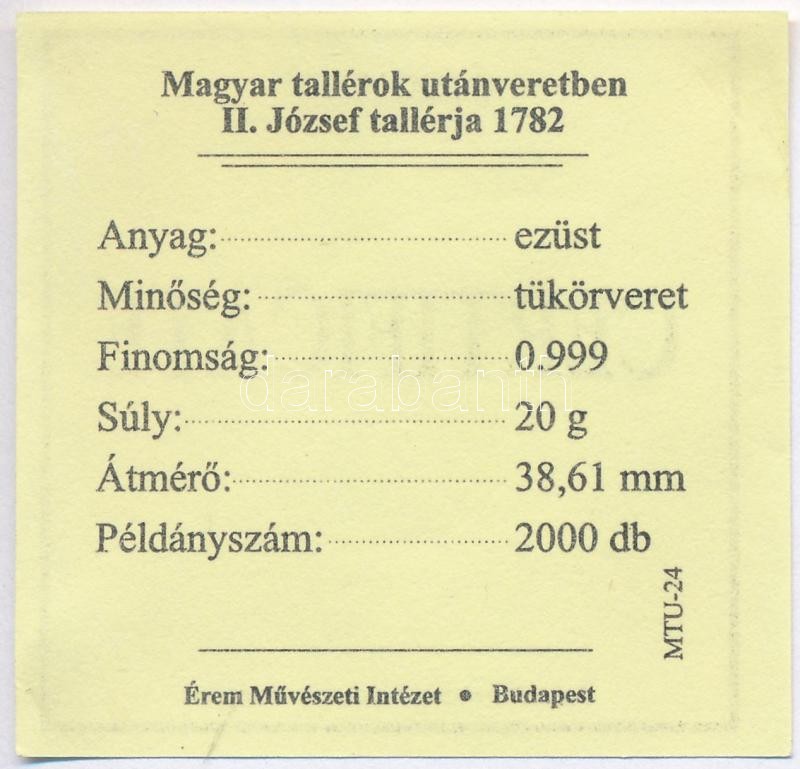 Magyar tallérok utánveretben
II. József tallérja 1782
Anyag: ezüst
Minőség: tükörveret
Finomság: 0.999
darabanth
Súly: 20 g
Átmérő: 38,61 mm
Példányszám: 2000 db
MTU-24
Érem Művészeti Intézet • Budapest